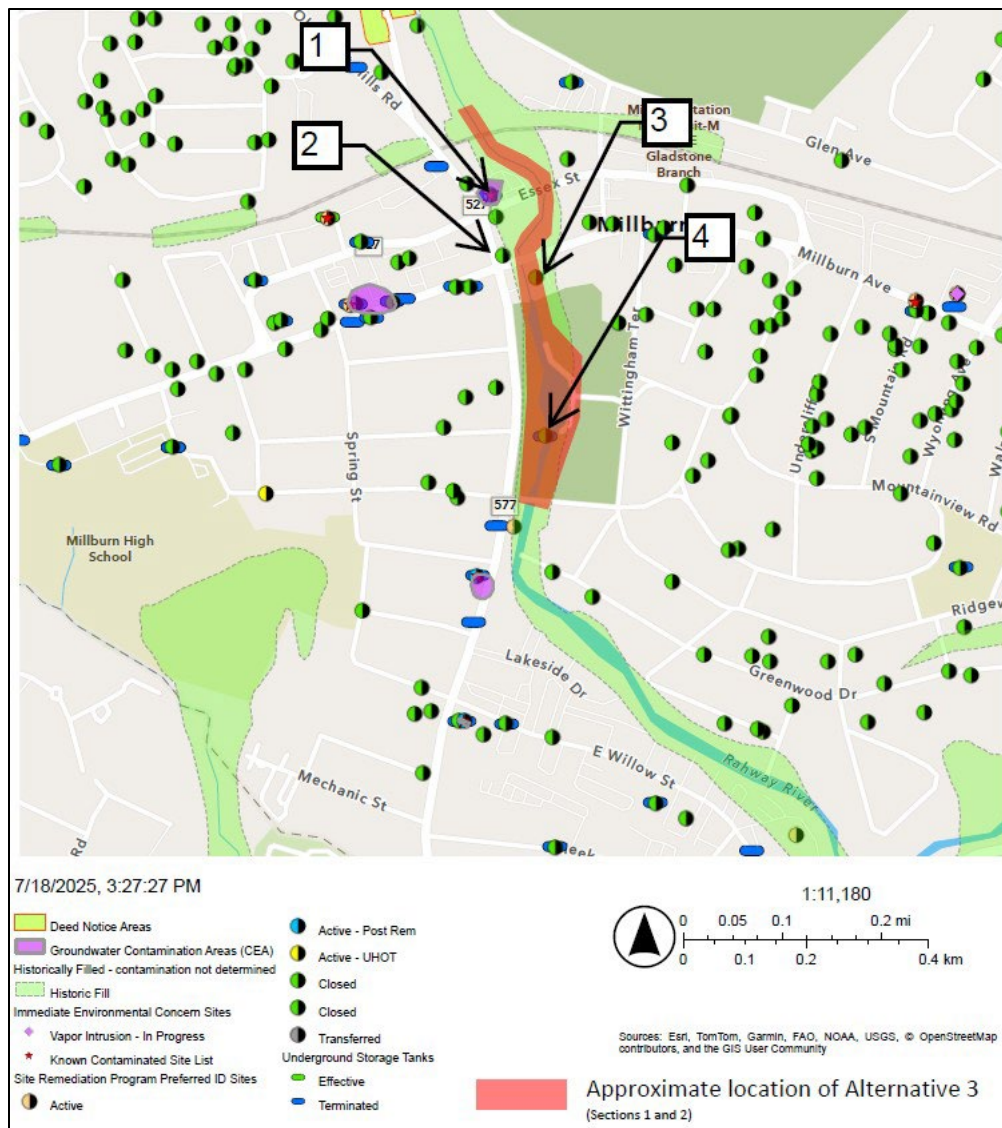 1
2
3
4
Essex St
527
577
Glen Ave
Gladstone
Branch
Millburn Ave
Wittingham Ter
S Mountain Rd
Mountainview Rd
Spring St
Millburn High
School
Lakeside Dr
Greenwood Dr
E Willow St
Mechanic St
Rahway River
Rd
7/18/2025, 3:27:27 PM
1:11,180
0 0.05 0.1 0.2 mi
0 0.1 0.2 0.4 km
Deed Notice Areas
Groundwater Contamination Areas (CEA)
Historically Filled - contamination not determined
Historic Fill
Immediate Environmental Concern Sites
Vapor Intrusion - In Progress
Known Contaminated Site List
Site Remediation Program Preferred ID Sites
Active
Active - Post Rem
Active - UHOT
Closed
Closed
Transferred
Underground Storage Tanks
Effective
Terminated
Sources: Esri, TomTom, Garmin, FAO, NOAA, USGS, © OpenStreetMap
contributors, and the GIS User Community
Approximate location of Alternative 3
(Sections 1 and 2)